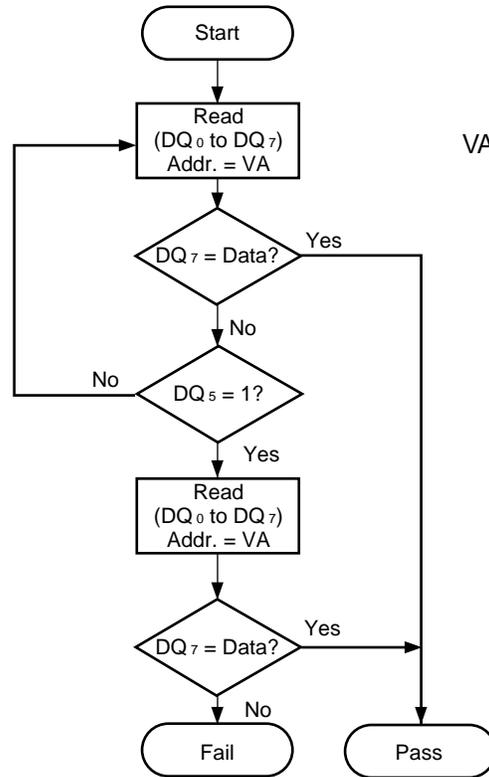 Start
Read
(DQ₀ to DQ₇)
Addr. = VA
VA
DQ₇ = Data?
Yes
No
No
DQ₅ = 1?
Yes
Read
(DQ₀ to DQ₇)
Addr. = VA
DQ₇ = Data?
Yes
No
Fail
Pass